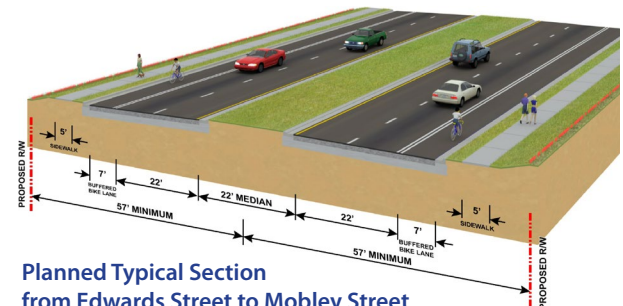 PROPOSED R/W
5'
SIDEWALK
7'
BUFFERED
BIKE LANE
22'
22' MEDIAN
22'
7'
BUFFERED
BIKE LANE
5'
SIDEWALK
57' MINIMUM
57' MINIMUM
PROPOSED R/W
Planned Typical Section
from Edwards Street to Mobley Street